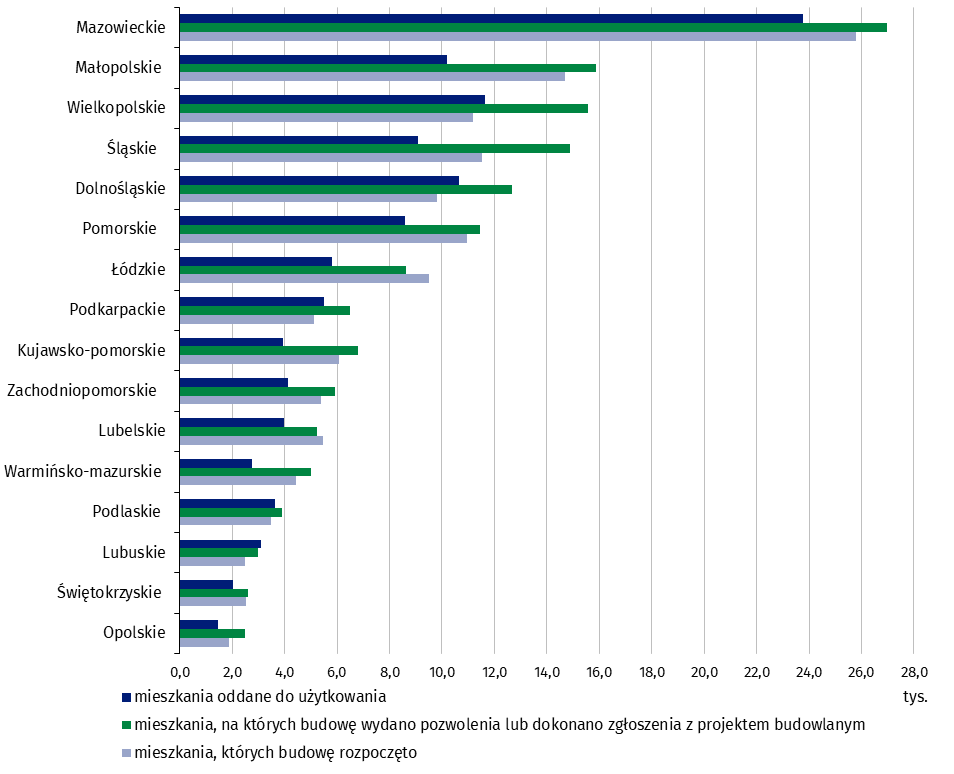 Mazowieckie
Małopolskie
Wielkopolskie
Śląskie
Dolnośląskie
Pomorskie
Łódzkie
Podkarpackie
Kujawsko-pomorskie
Zachodniopomorskie
Lubelskie
Warmińsko-mazurskie
Podlaskie
Lubuskie
Świętokrzyskie
Opolskie
0,0 2,0 4,0 6,0 8,0 10,0 12,0 14,0 16,0 18,0 20,0 22,0 24,0 26,0 28,0
tys.
mieszkania oddane do użytkowania
mieszkania, na których budowę wydano pozwolenia lub dokonano zgłoszenia z projektem budowlanym
mieszkania, których budowę rozpoczęto